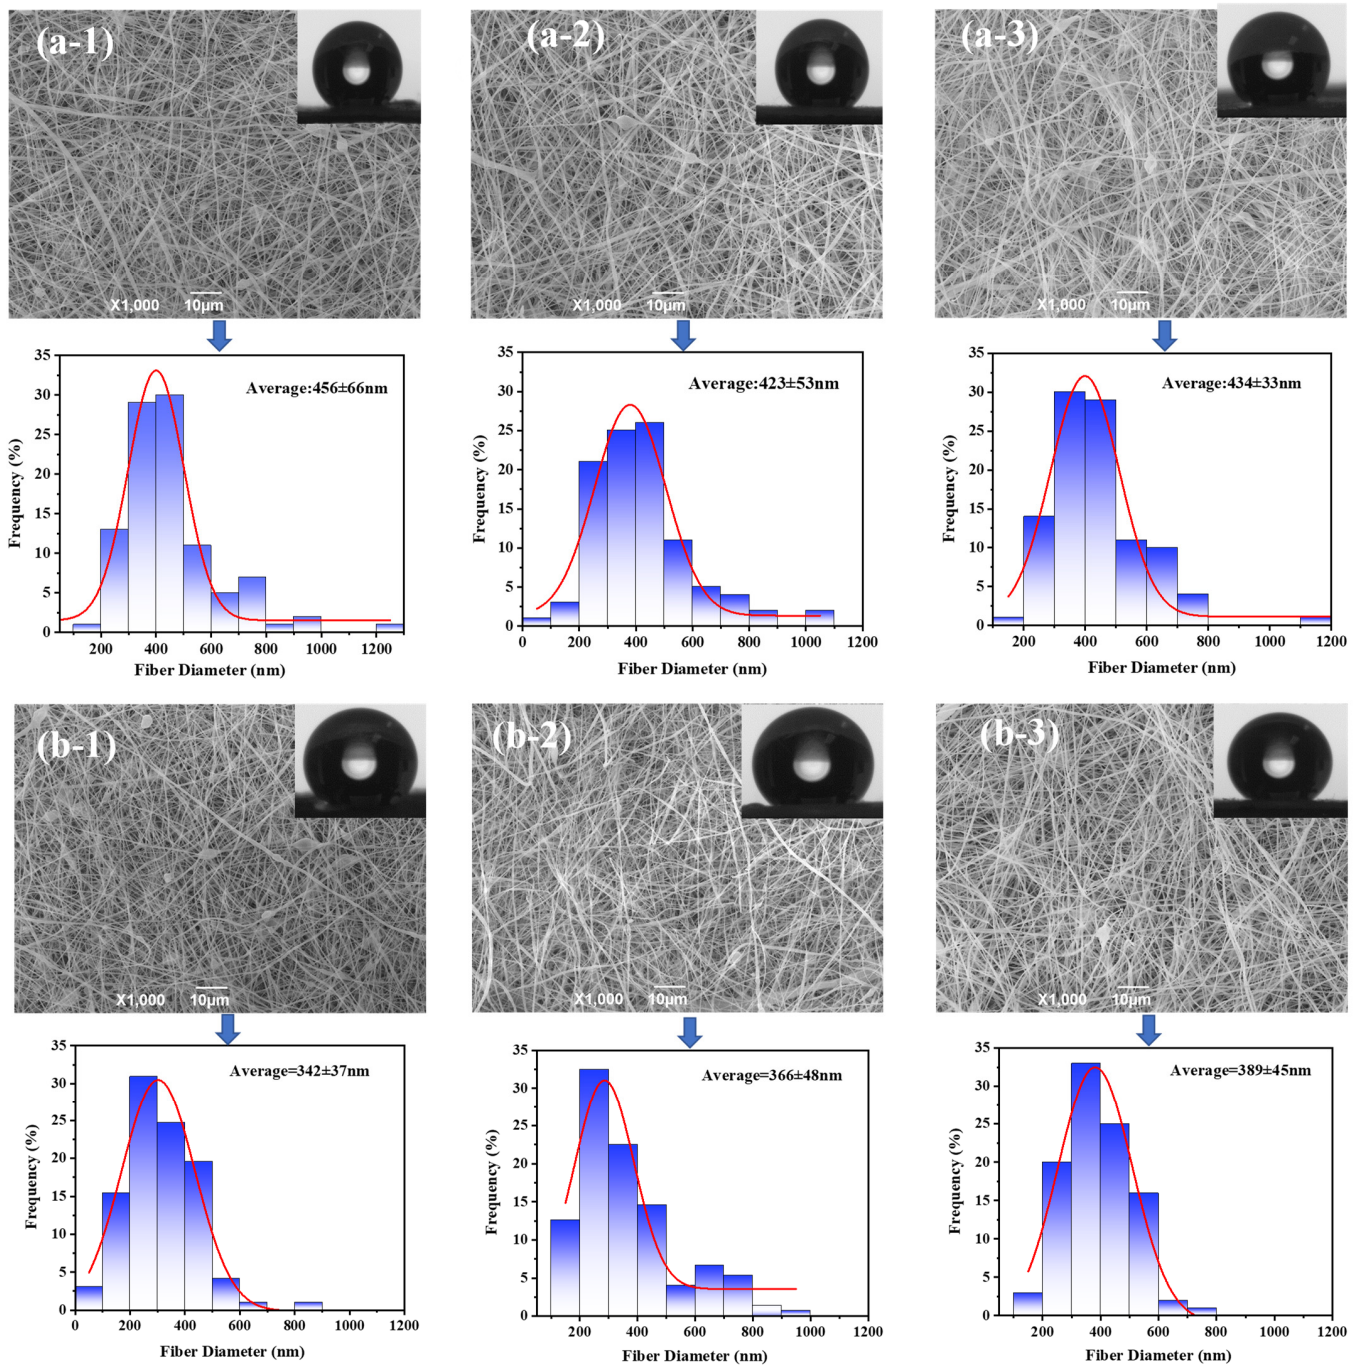 (a-1)
(a-2)
(a-3)
X1,000 10μm
X1,000 10μm
X1,000 10μm
Average:456±66nm
35
30
25
20
15
10
5
0
Frequency (%)
200 400 600 800 1000 1200
Fiber Diameter (nm)
Average:423±53nm
35
30
25
20
15
10
5
0
Frequency (%)
0 200 400 600 800 1000 1200
Fiber Diameter (nm)
Average:434±33nm
35
30
25
20
15
10
5
0
Frequency (%)
200 400 600 800 1000 1200
Fiber Diameter (nm)
(b-1)
(b-2)
(b-3)
X1,000 10μm
X1,000 10μm
X1,000 10μm
Average=342±37nm
35
30
25
20
15
10
5
0
Frequency (%)
0 200 400 600 800 1000 1200
Fiber Diameter (nm)
Average=366±48nm
35
30
25
20
15
10
5
0
Frequency (%)
200 400 600 800 1000 1200
Fiber Diameter (nm)
Average=389±45nm
35
30
25
20
15
10
5
0
Frequency (%)
200 400 600 800 1000 1200
Fiber Diameter (nm)